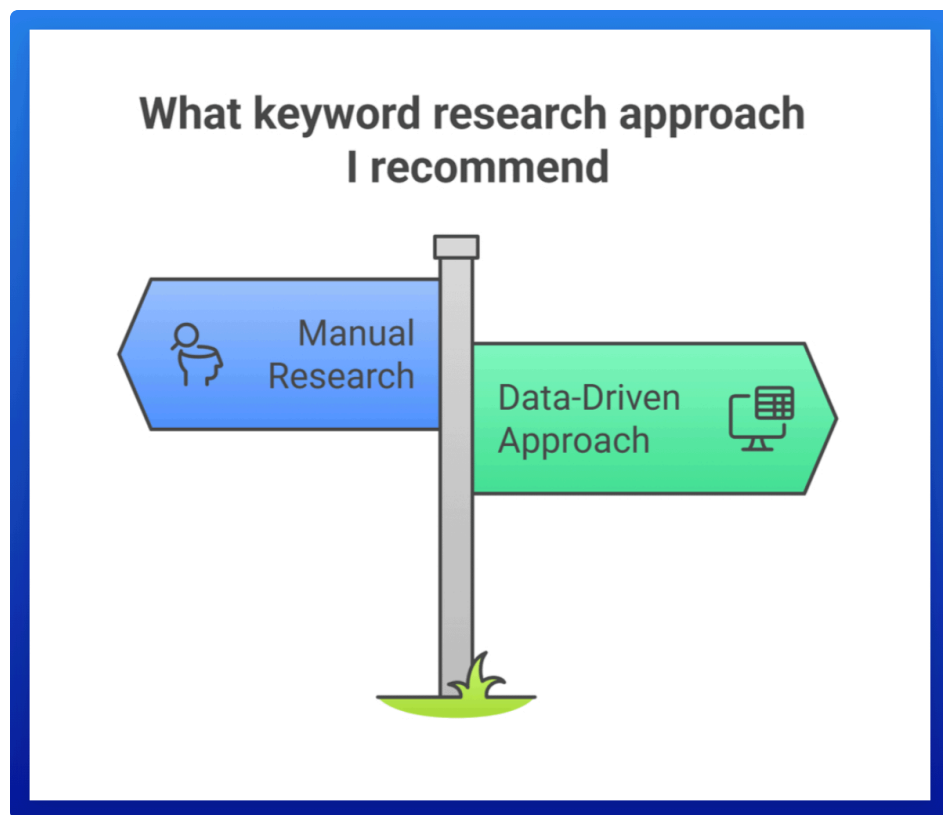 What keyword research approach
I recommend
Manual
Research
Data-Driven
Approach